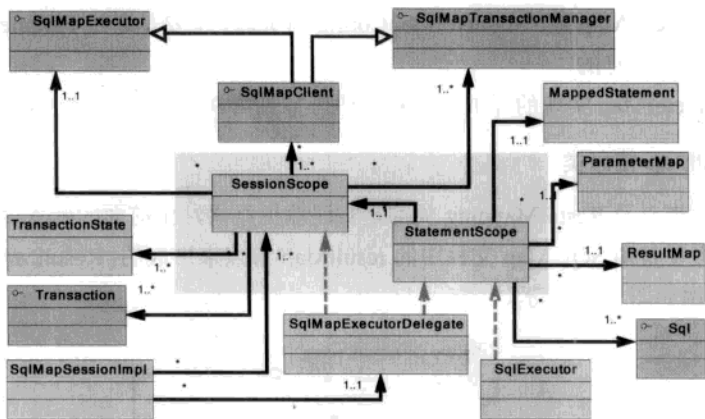 SqlMapExecutor
SqlMapTransactionManager
1..1
SqlMapClient
1..*
MappedStatement
*
1..*
1..1
ParameterMap
*
*
*
1..1
SessionScope
*
1..1
StatementScope
*
TransactionState
1..1
ResultMap
*
1..*
1..*
*
Transaction
1..*
*
1..*
Sql
SqlMapExecutorDelegate
*
SqlMapSessionImpl
*
1..1
SqlExecutor